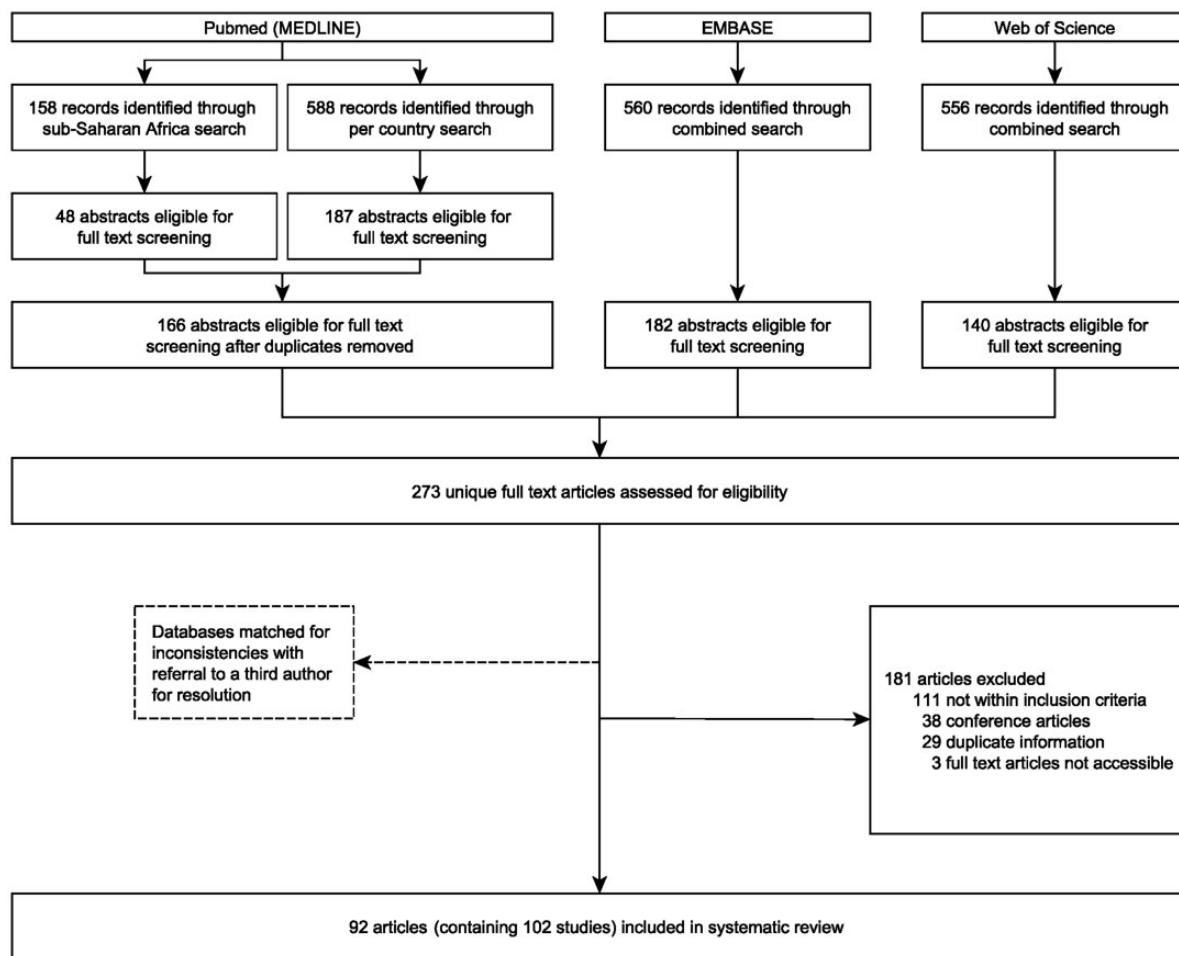 Pubmed (MEDLINE)
EMBASE
Web of Science
158 records identified through
sub-Saharan Africa search
588 records identified through
per country search
560 records identified through
combined search
556 records identified through
combined search
48 abstracts eligible for
full text screening
187 abstracts eligible for
full text screening
166 abstracts eligible for full text
screening after duplicates removed
182 abstracts eligible for
full text screening
140 abstracts eligible for
full text screening
273 unique full text articles assessed for eligibility
Databases matched for
inconsistencies with
referral to a third author
for resolution
181 articles excluded
111 not within inclusion criteria
38 conference articles
29 duplicate information
3 full text articles not accessible
92 articles (containing 102 studies) included in systematic review